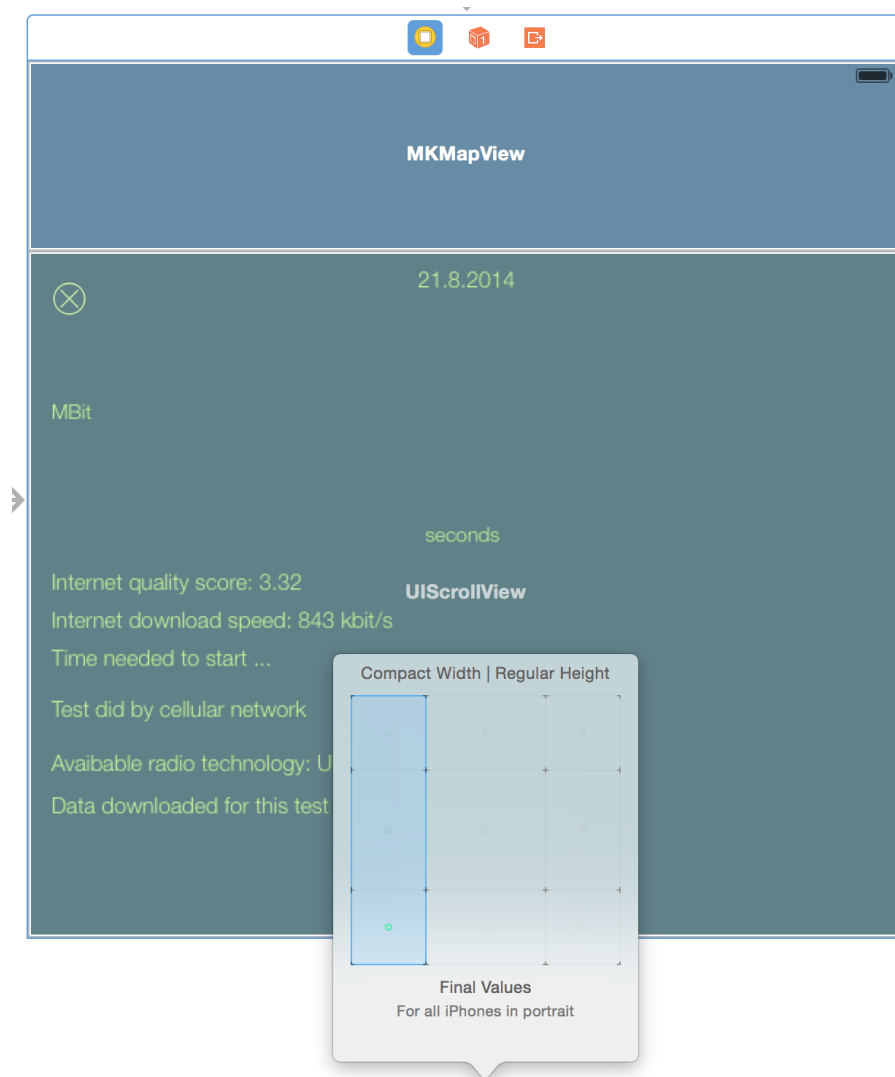 MKMapView
21.8.2014
MBit
seconds
Internet quality score: 3.32
UIScrollView
Internet download speed: 843 kbit/s
Time needed to start ...
Compact Width | Regular Height
Test did by cellular network
Avaibable radio technology: U
Data downloaded for this test
Final Values
For all iPhones in portrait